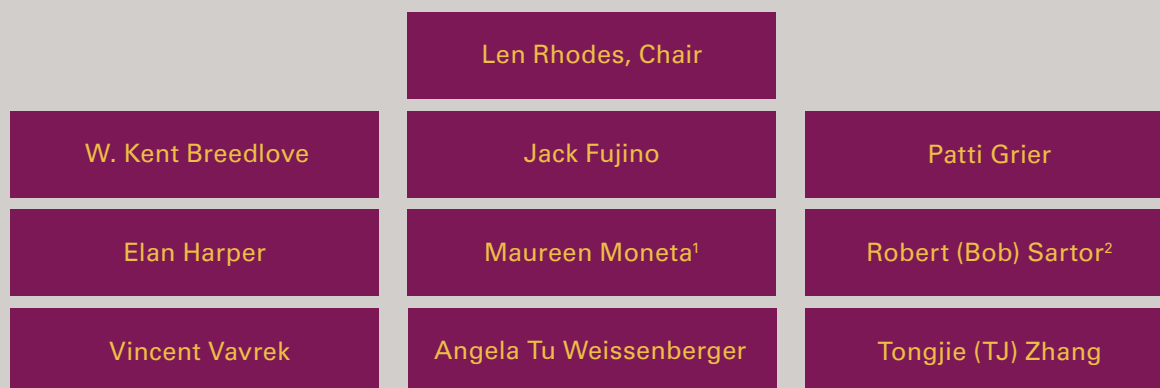 Len Rhodes, Chair
W. Kent Breedlove
Jack Fujino
Patti Grier
Elan Harper
Maureen Moneta¹
Robert (Bob) Sartor²
Vincent Vavrek
Angela Tu Weissenberger
Tongjie (TJ) Zhang